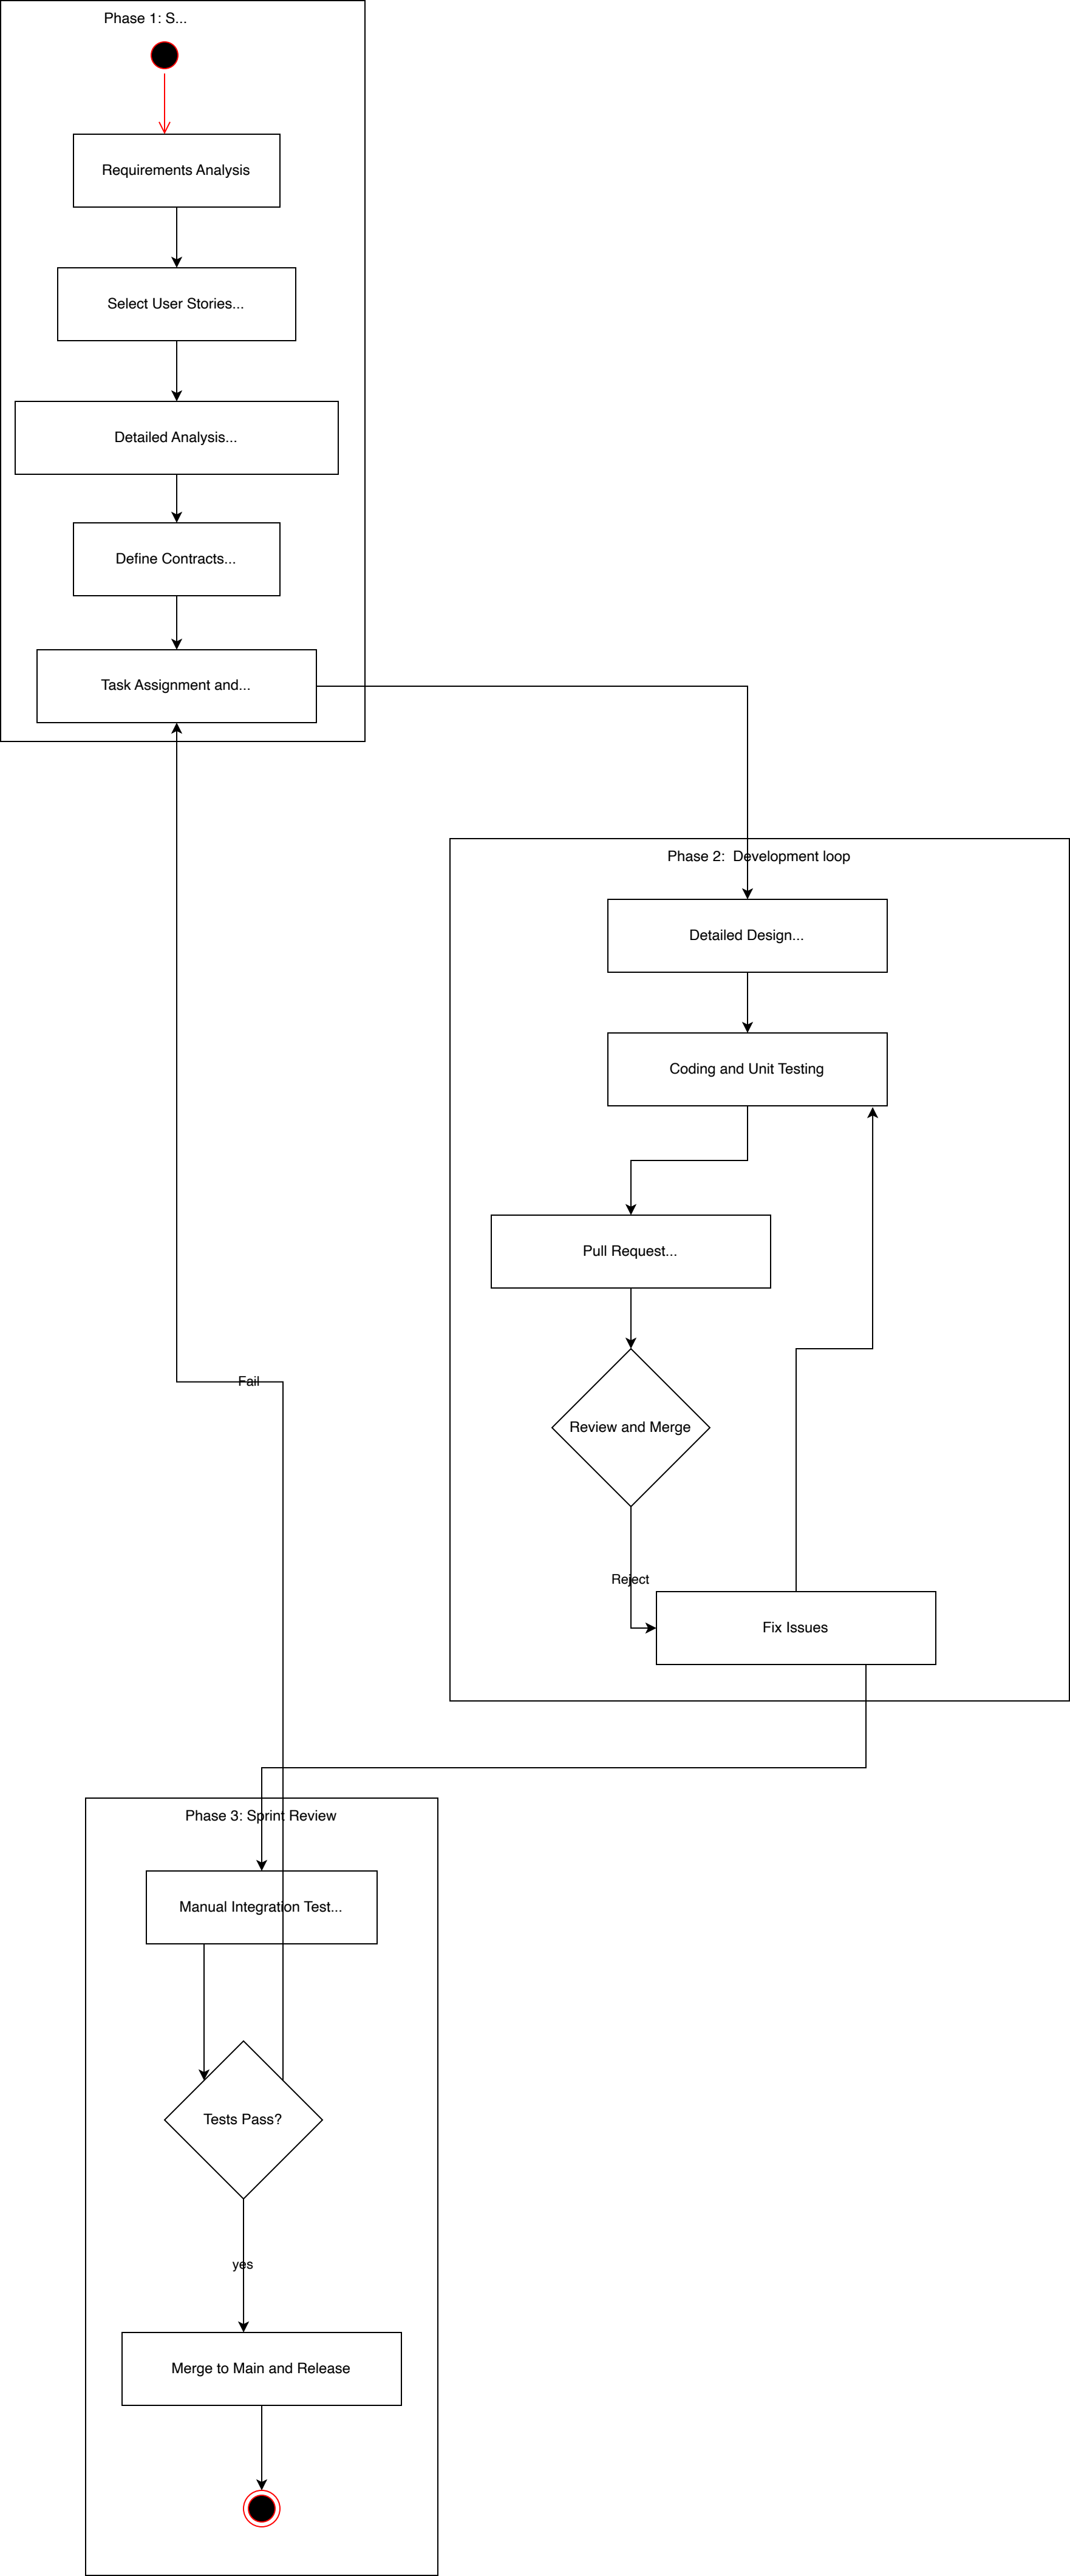 Phase 1: S...
Requirements Analysis
Select User Stories...
Detailed Analysis...
Define Contracts...
Task Assignment and...
Phase 2:  Development loop
Detailed Design...
Coding and Unit Testing
Pull Request...
Fail
Review and Merge
Reject
Fix Issues
Phase 3: Sprint Review
Manual Integration Test...
Tests Pass?
yes
Merge to Main and Release